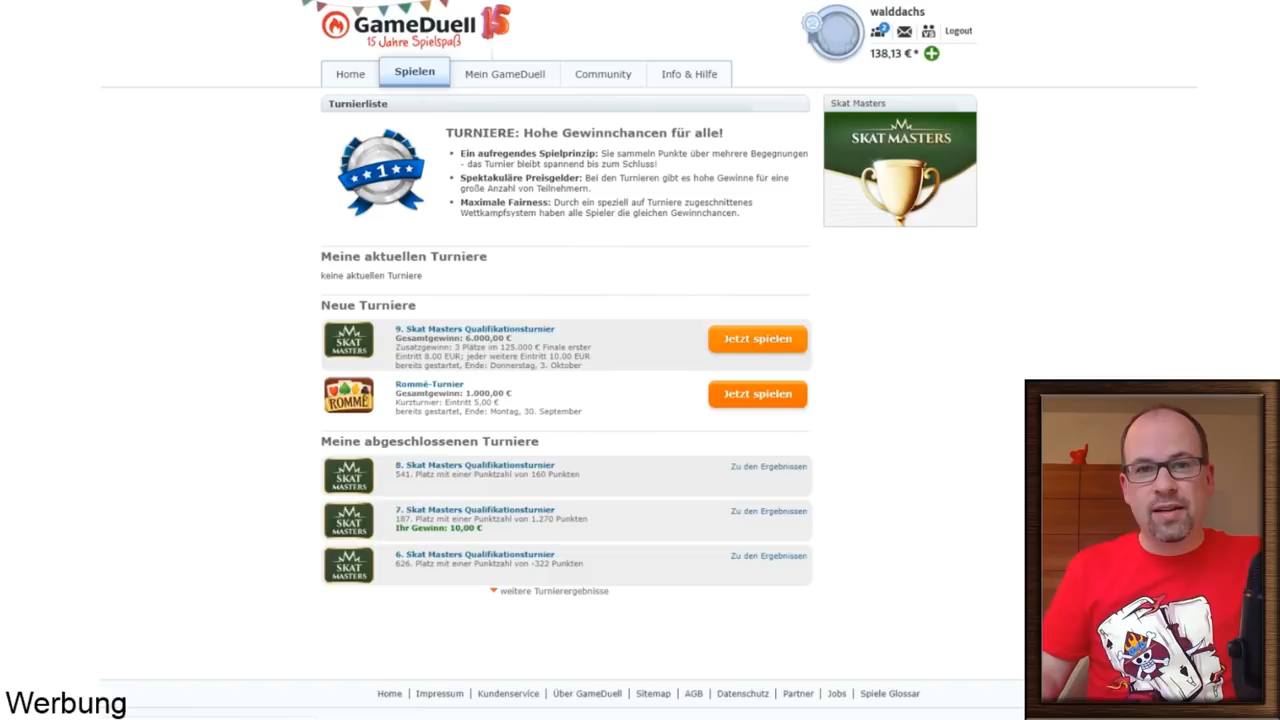 GameDuell 15
15 Jahre Spielspaß
walddachs
Logout
138,13 € *
Home
Spielen
Mein GameDuell
Community
Info & Hilfe
Turnierliste
TURNIERE: Hohe Gewinnchancen für alle!
• Ein aufregendes Spielprinzip: Sie sammeln Punkte über mehrere Begegnungen
- das Turnier bleibt spannend bis zum Schluss!
• Spektakuläre Preisgelder: Bei den Turnieren gibt es hohe Gewinne für eine
große Anzahl von Teilnehmern.
• Maximale Fairness: Durch ein speziell auf Turniere zugeschnittenes
Wettkampfsystem haben alle Spieler die gleichen Gewinnchancen.
1
Skat Masters
SKAT MASTERS
Meine aktuellen Turniere
keine aktuellen Turniere
Neue Turniere
SKAT
MASTERS
9. Skat Masters Qualifikationsturnier
Gesamtgewinn: 6.000,00 €
Zusatzgewinn: 3 Plätze im 125.000 € Finale erster
Eintritt 8.00 EUR; jeder weitere Eintritt 10.00 EUR
bereits gestartet, Ende: Donnerstag, 3. Oktober
Jetzt spielen
ROMMÉ
Rommé-Turnier
Gesamtgewinn: 1.000,00 €
Kurzturnier: Eintritt 5,00 €
bereits gestartet, Ende: Montag, 30. September
Jetzt spielen
Meine abgeschlossenen Turniere
SKAT
MASTERS
8. Skat Masters Qualifikationsturnier
541. Platz mit einer Punktzahl von 160 Punkten
Zu den Ergebnissen
SKAT
MASTERS
7. Skat Masters Qualifikationsturnier
187. Platz mit einer Punktzahl von 1.270 Punkten
Ihr Gewinn: 10,00 €
Zu den Ergebnissen
SKAT
MASTERS
6. Skat Masters Qualifikationsturnier
626. Platz mit einer Punktzahl von -322 Punkten
Zu den Ergebnissen
weitere Turnierergebnisse
Home | Impressum | Kundenservice | Über GameDuell | Sitemap | AGB | Datenschutz | Partner | Jobs | Spiele Glossar
Werbung